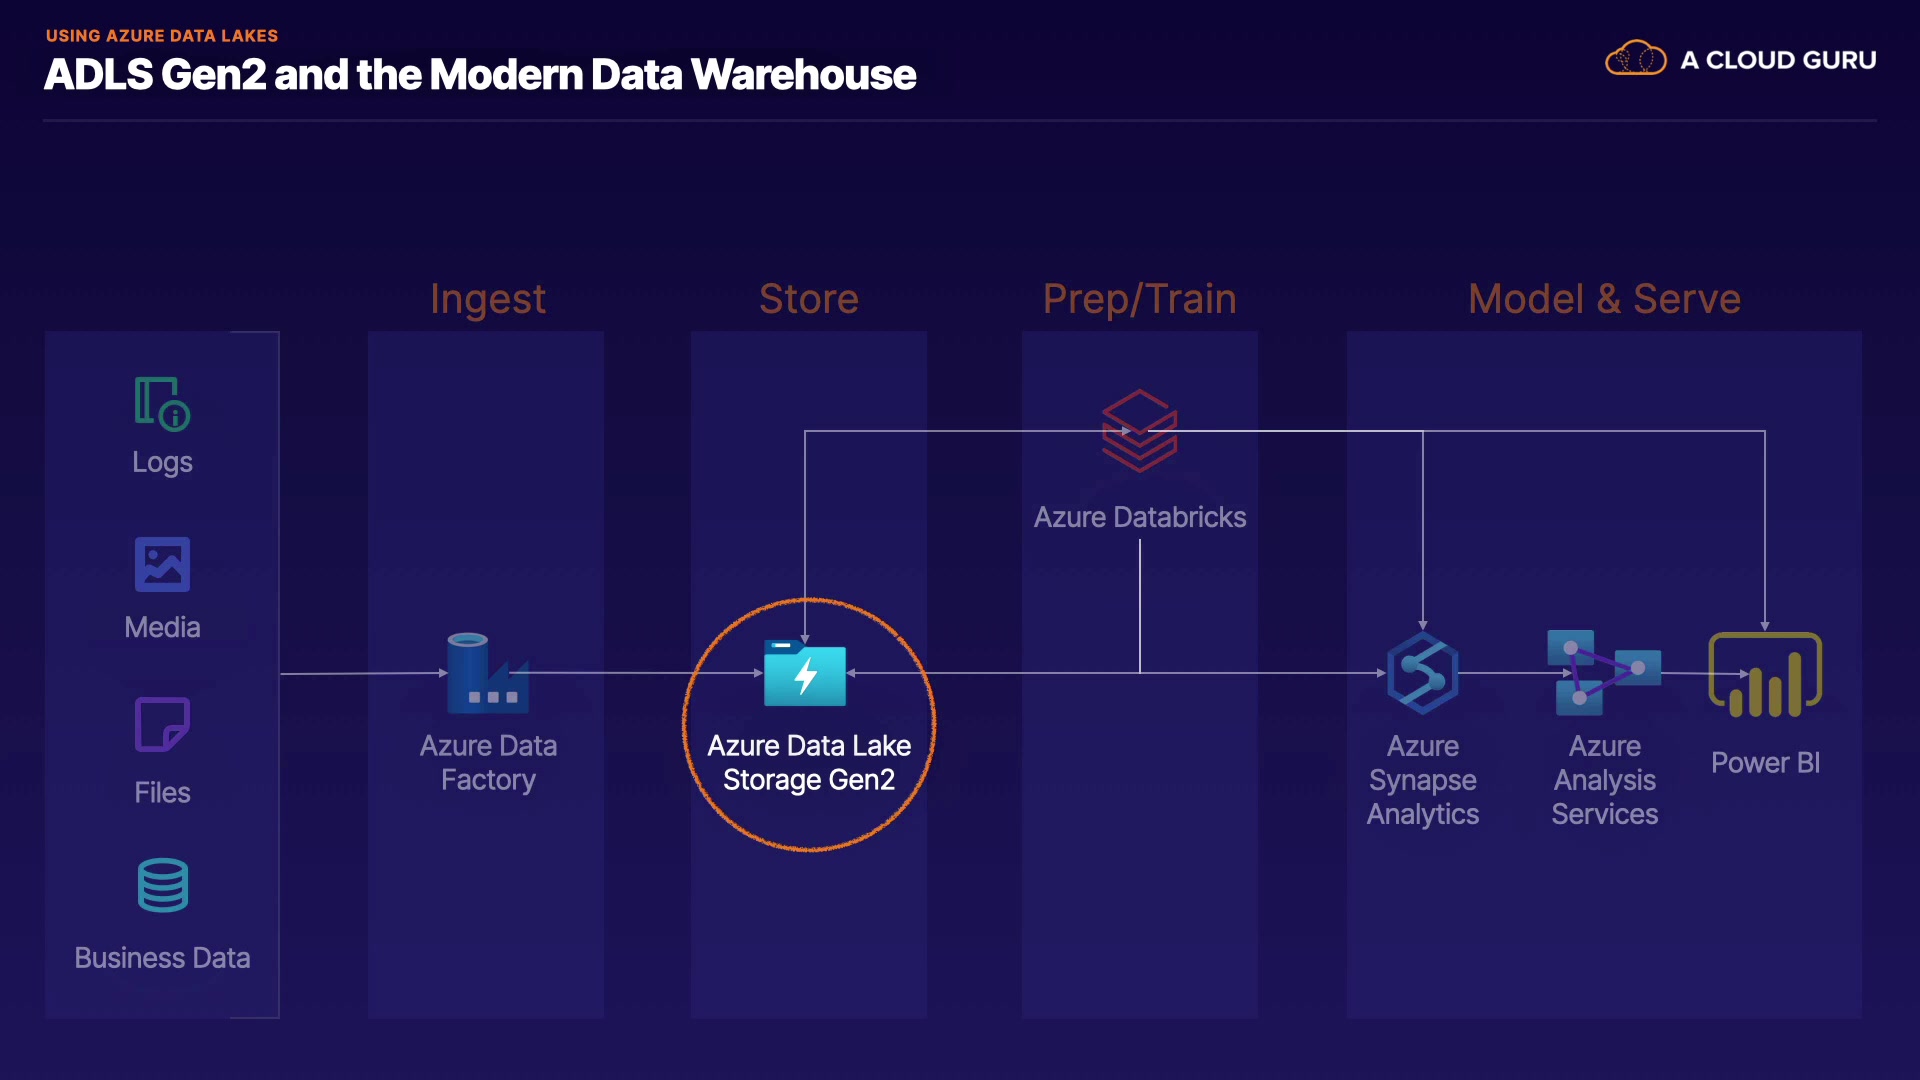 USING AZURE DATA LAKES
ADLS Gen2 and the Modern Data Warehouse
A CLOUD GURU
Ingest
Store
Prep/Train
Model & Serve
Logs
Media
Files
Business Data
Azure Data
Factory
Azure Data Lake
Storage Gen2
Azure Databricks
Azure
Synapse
Analytics
Azure
Analysis
Services
Power BI